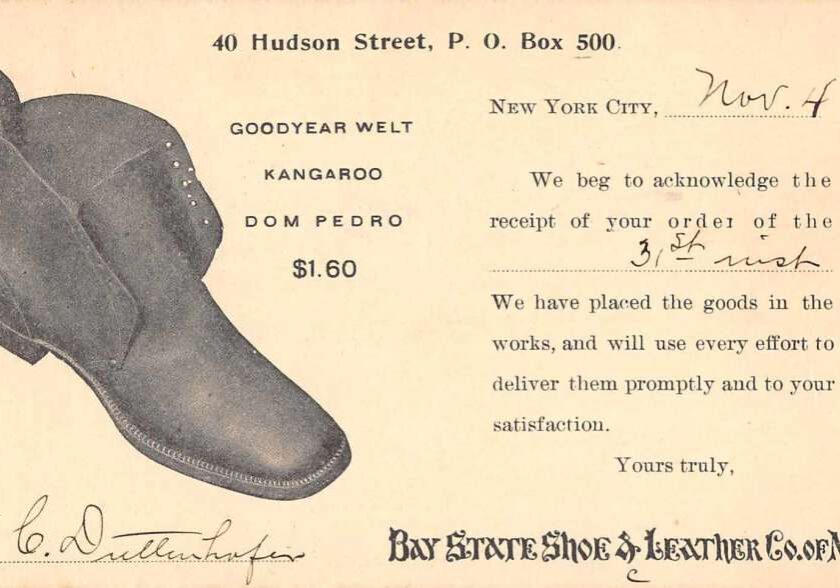 40 Hudson Street, P. O. Box 500.
GOODYEAR WELT
KANGAROO
DOM PEDRO
$1.60
NEW YORK CITY, Nov. 4
We beg to acknowledge the
receipt of your order of the
31st inst
We have placed the goods in the
works, and will use every effort to
deliver them promptly and to your
satisfaction.
Yours truly,
C. Duttenhofer
BAY STATE SHOE & LEATHER CO. OF